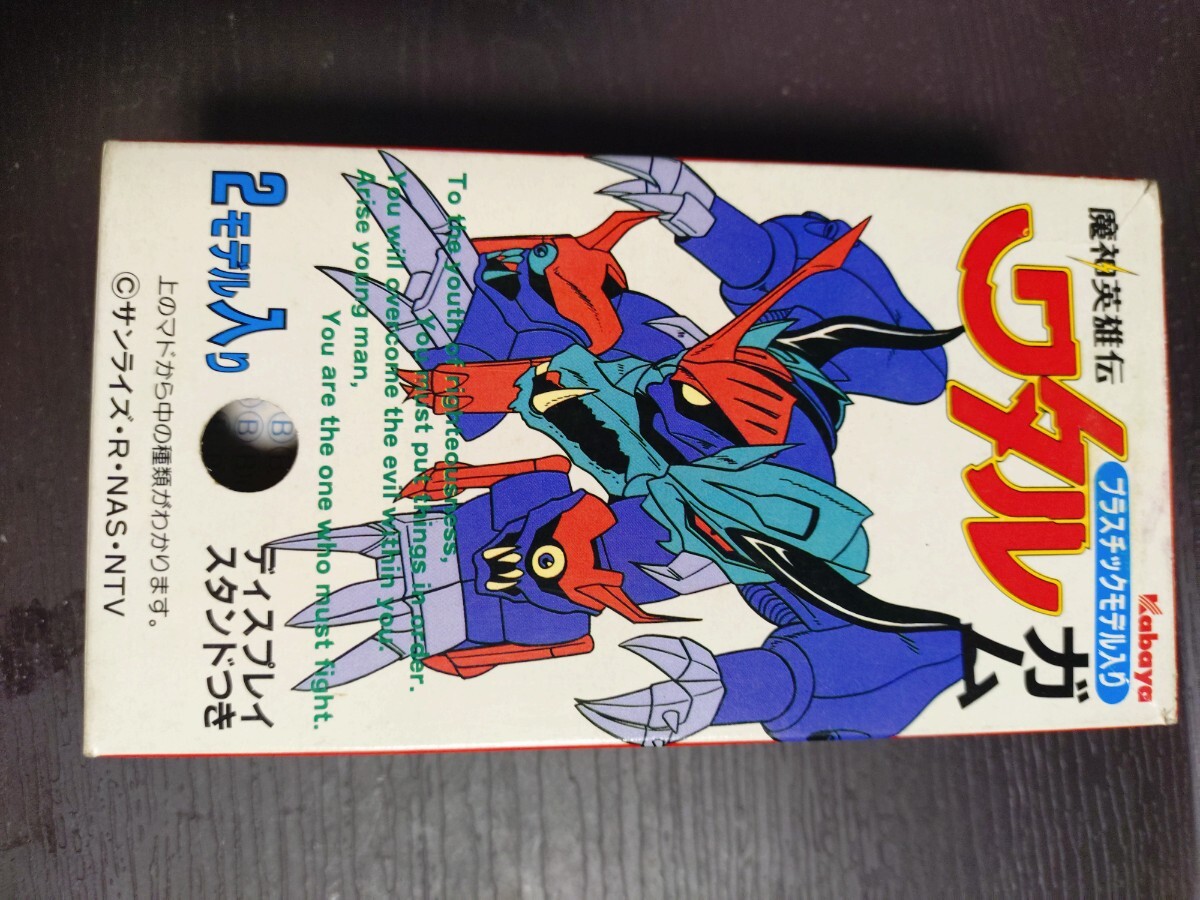 Kabaya
プラスチックモデル入り
魔神英雄伝
ワタル
ガム
To the youth of righteousness,
You must put things in order.
You will overcome the evil within you.
Arise young man,
You are the one who must fight.
2モデル入り
ディスプレイ
スタンドつき
上のマドから中の種類がわかります。
©サンライズ・R・NAS・NTV